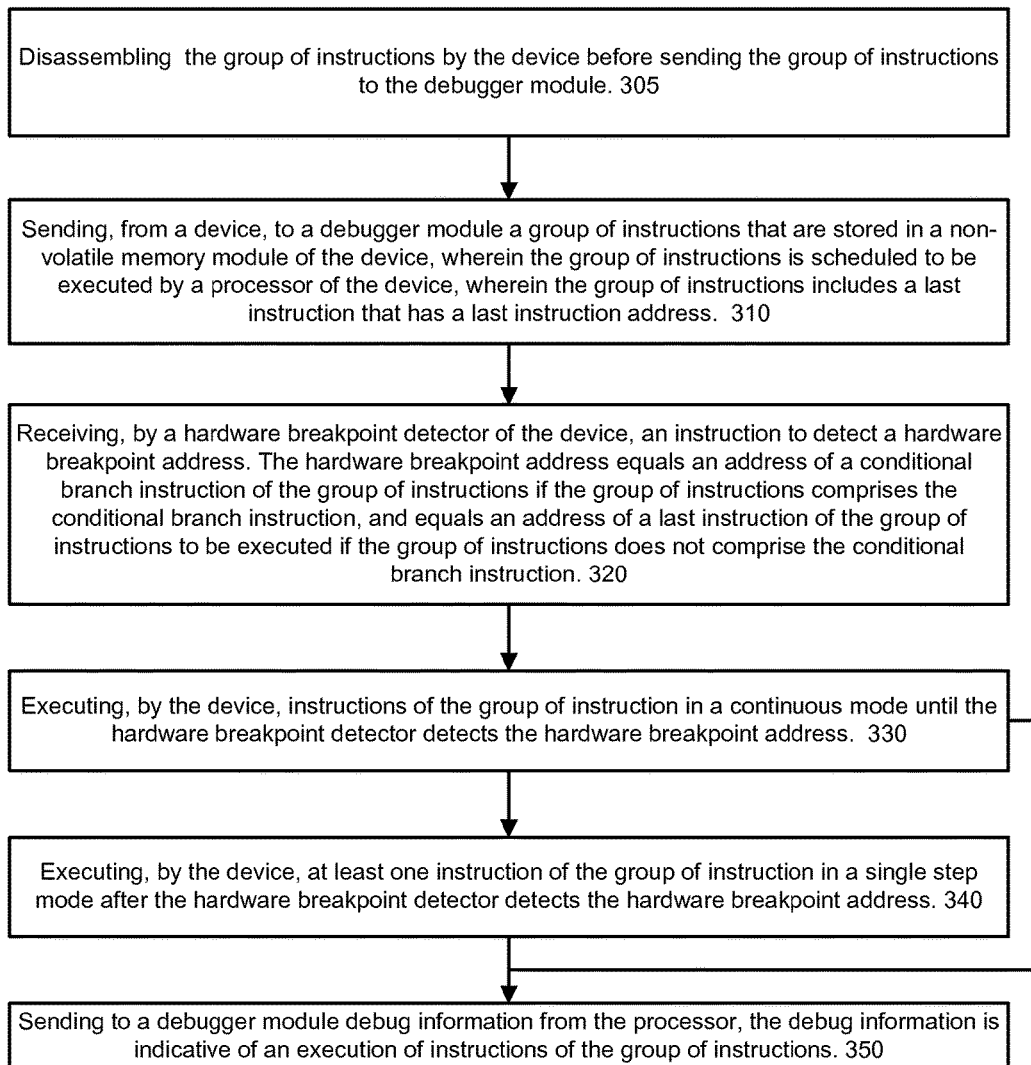 Disassembling the group of instructions by the device before sending the group of instructions
to the debugger module. 305
Sending, from a device, to a debugger module a group of instructions that are stored in a non-
volatile memory module of the device, wherein the group of instructions is scheduled to be
executed by a processor of the device, wherein the group of instructions includes a last
instruction that has a last instruction address. 310
Receiving, by a hardware breakpoint detector of the device, an instruction to detect a hardware
breakpoint address. The hardware breakpoint address equals an address of a conditional
branch instruction of the group of instructions if the group of instructions comprises the
conditional branch instruction, and equals an address of a last instruction of the group of
instructions to be executed if the group of instructions does not comprise the conditional
branch instruction. 320
Executing, by the device, instructions of the group of instruction in a continuous mode until the
hardware breakpoint detector detects the hardware breakpoint address. 330
Executing, by the device, at least one instruction of the group of instruction in a single step
mode after the hardware breakpoint detector detects the hardware breakpoint address. 340
Sending to a debugger module debug information from the processor, the debug information is
indicative of an execution of instructions of the group of instructions. 350